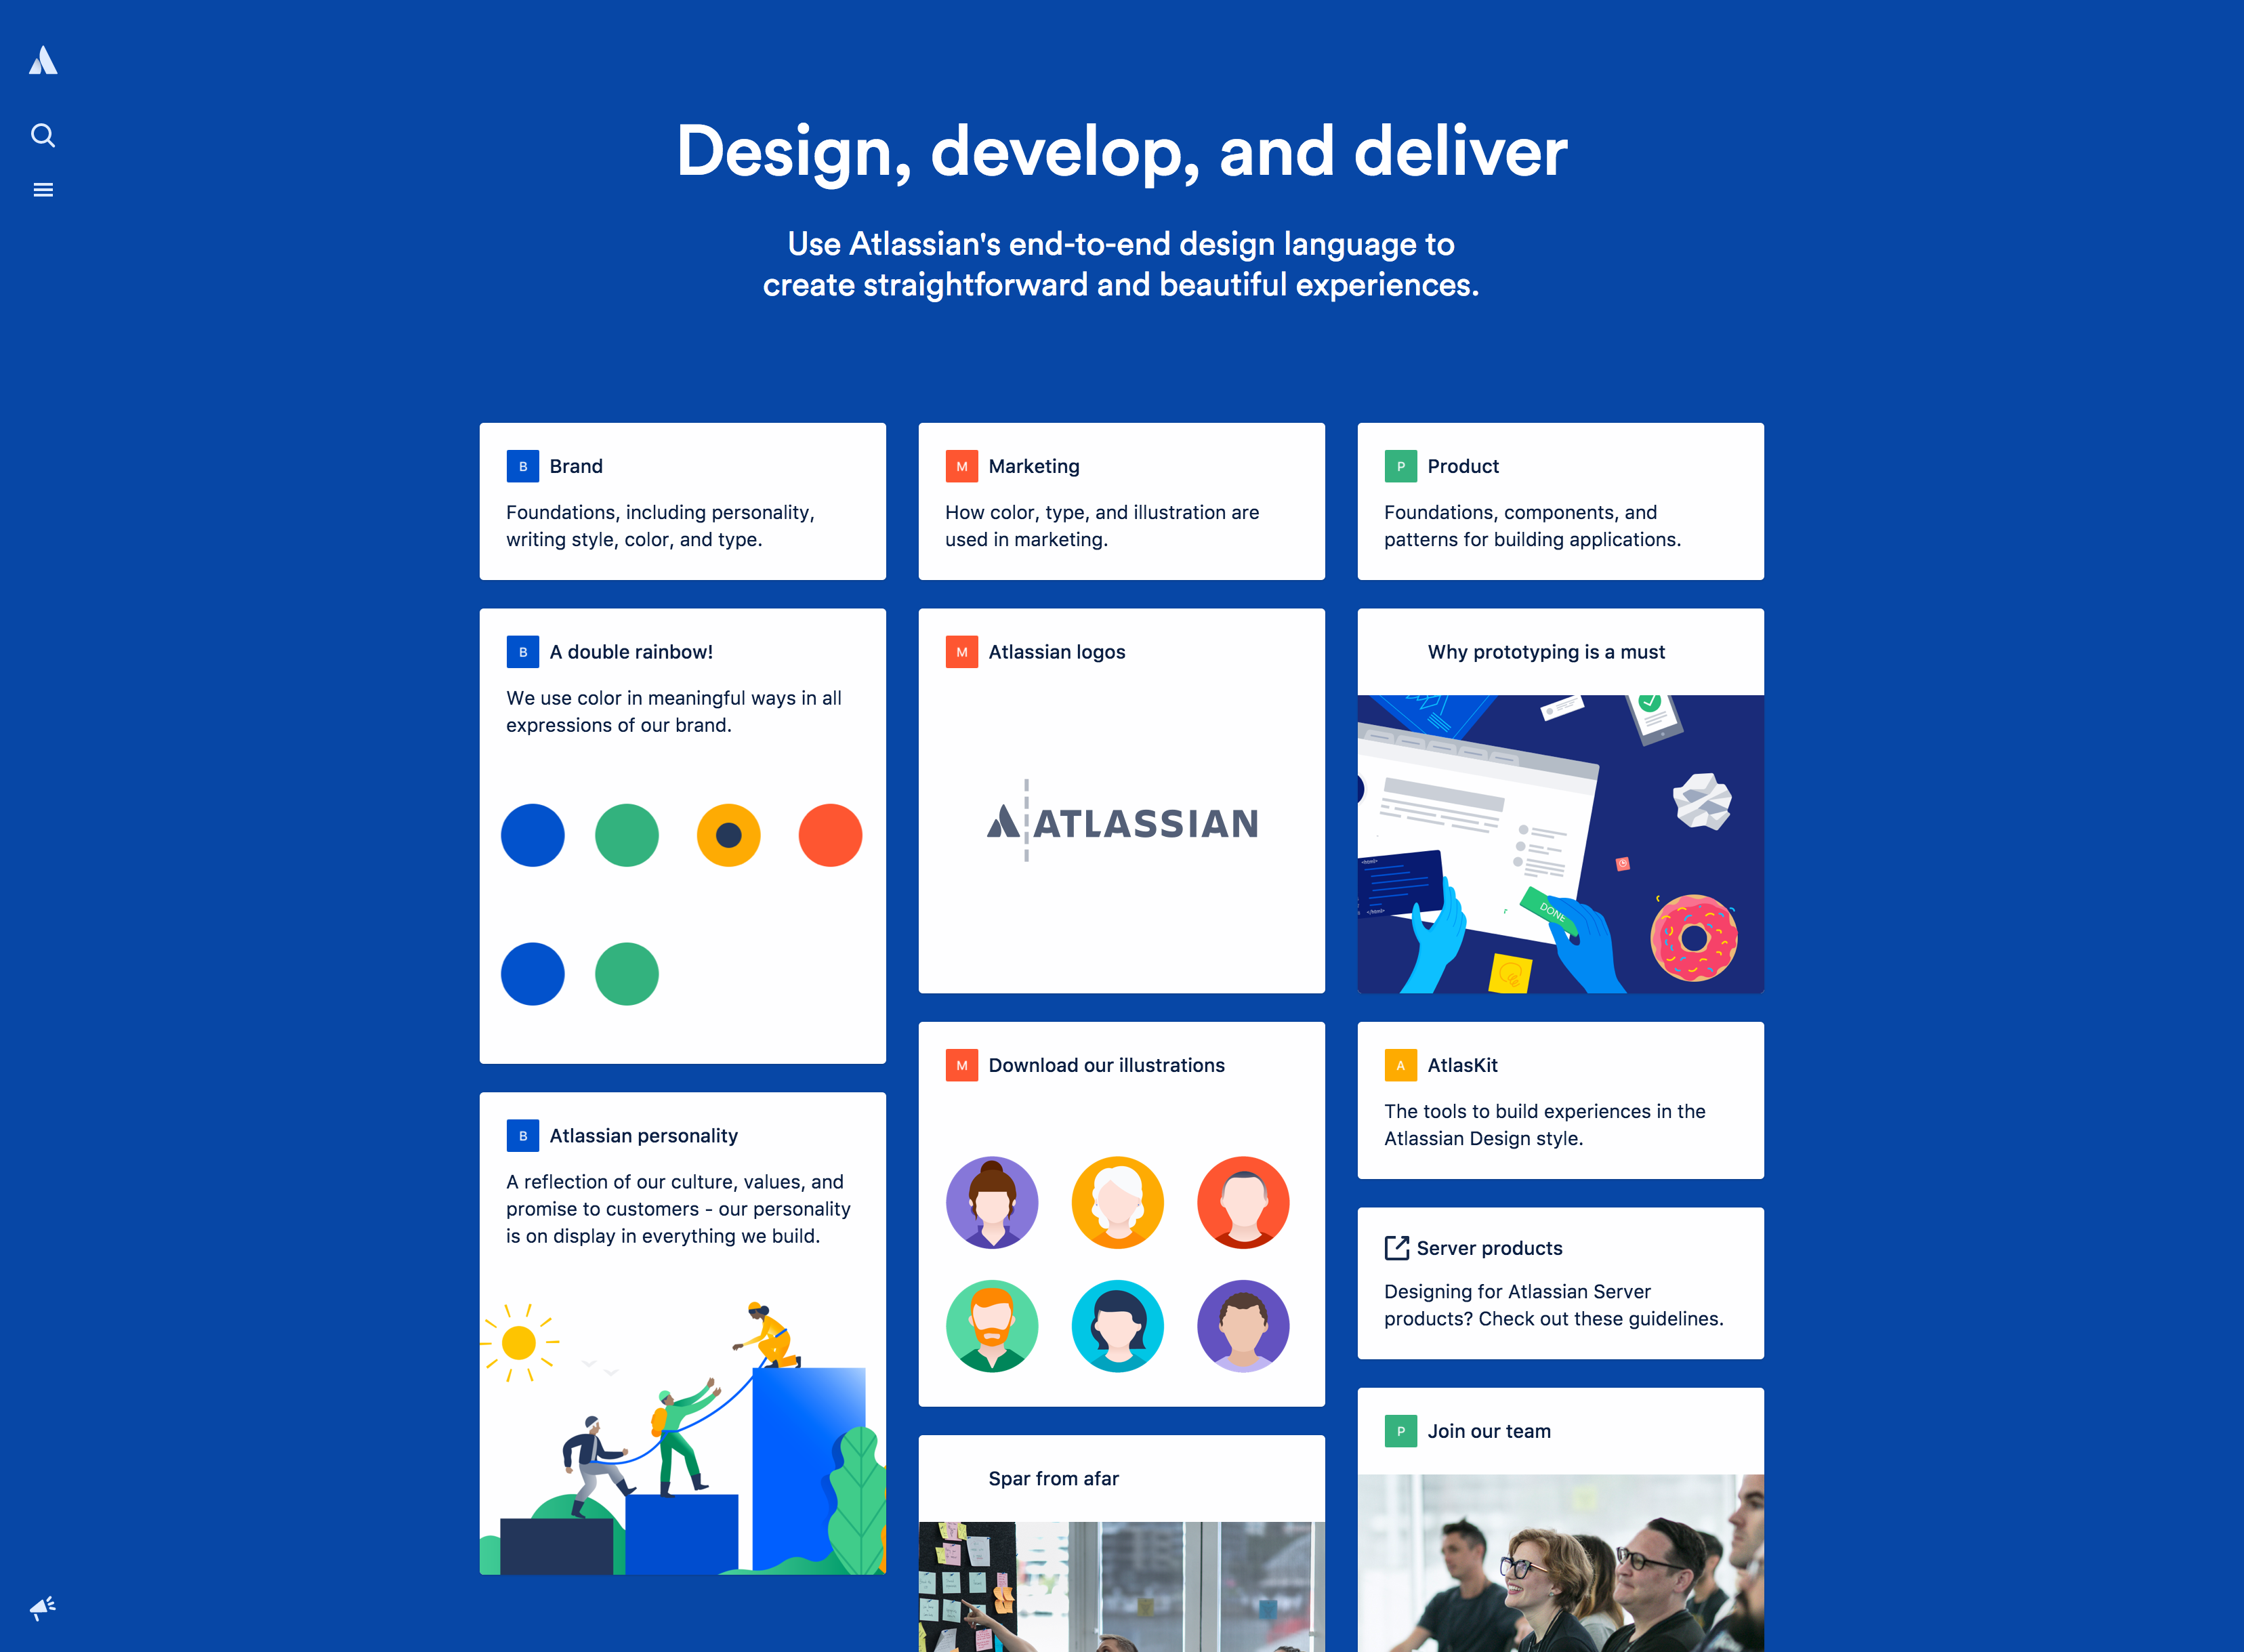 Design, develop, and deliver
Use Atlassian's end-to-end design language to
create straightforward and beautiful experiences.
B Brand
Foundations, including personality,
writing style, color, and type.
M Marketing
How color, type, and illustration are
used in marketing.
P Product
Foundations, components, and
patterns for building applications.
B A double rainbow!
We use color in meaningful ways in all
expressions of our brand.
M Atlassian logos
ATLASSIAN
Why prototyping is a must
<html>
</html>
DONE
M Download our illustrations
A AtlasKit
The tools to build experiences in the
Atlassian Design style.
B Atlassian personality
A reflection of our culture, values, and
promise to customers - our personality
is on display in everything we build.
Server products
Designing for Atlassian Server
products? Check out these guidelines.
P Join our team
Spar from afar